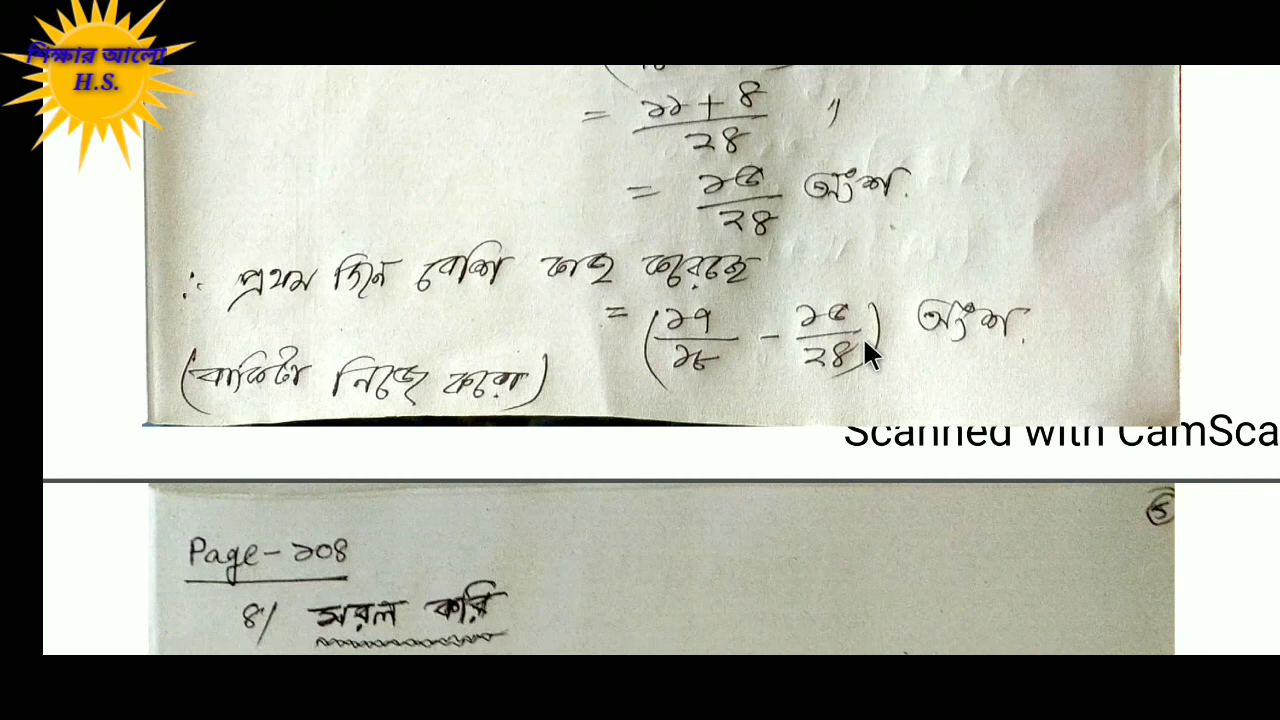 শিক্ষার আলো
H.S.
= ১১ + ৪ / ২৪ "
= ১৫ / ২৪ অংশ.
∴ প্রথম দিনে বেশি কাজ করেছে
= (১৭/১৮ - ১৫/২৪) অংশ.
(বাকিটা নিজে করো)
Scanned with CamSca
৫
Page - ১০৪
৪/ সরল করি